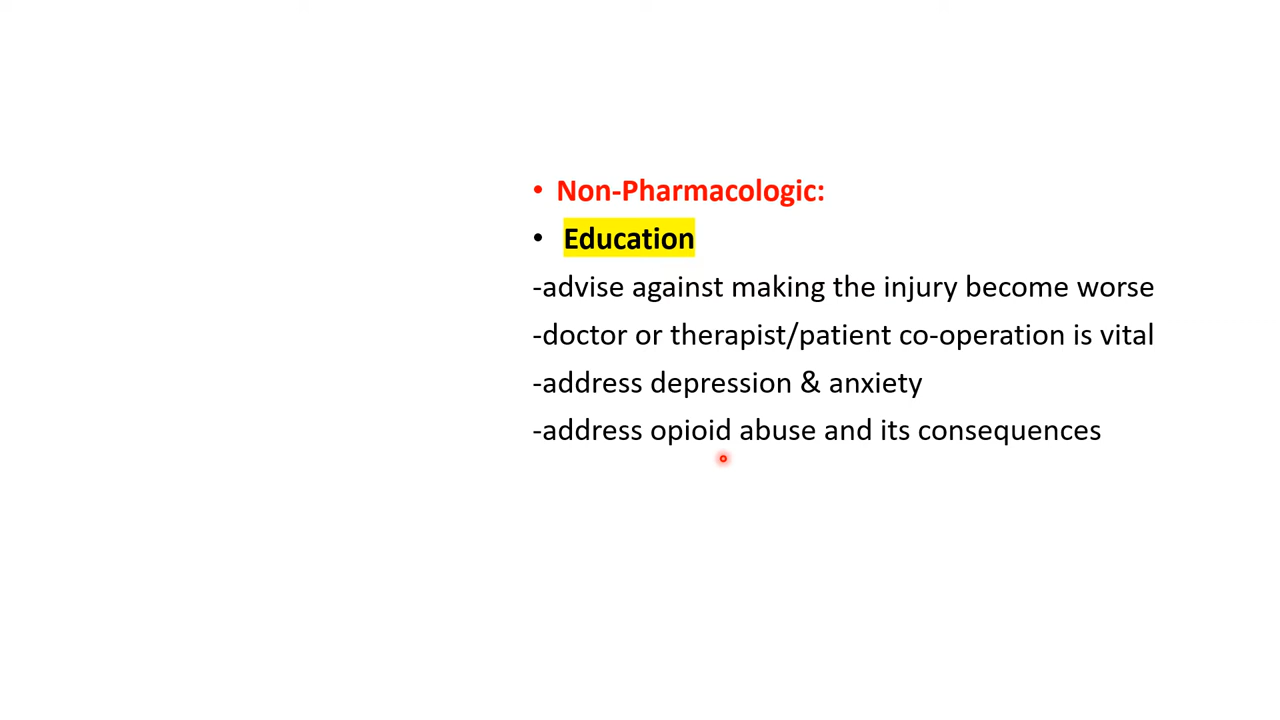 • Non-Pharmacologic:
• Education
-advise against making the injury become worse
-doctor or therapist/patient co-operation is vital
-address depression & anxiety
-address opioid abuse and its consequences